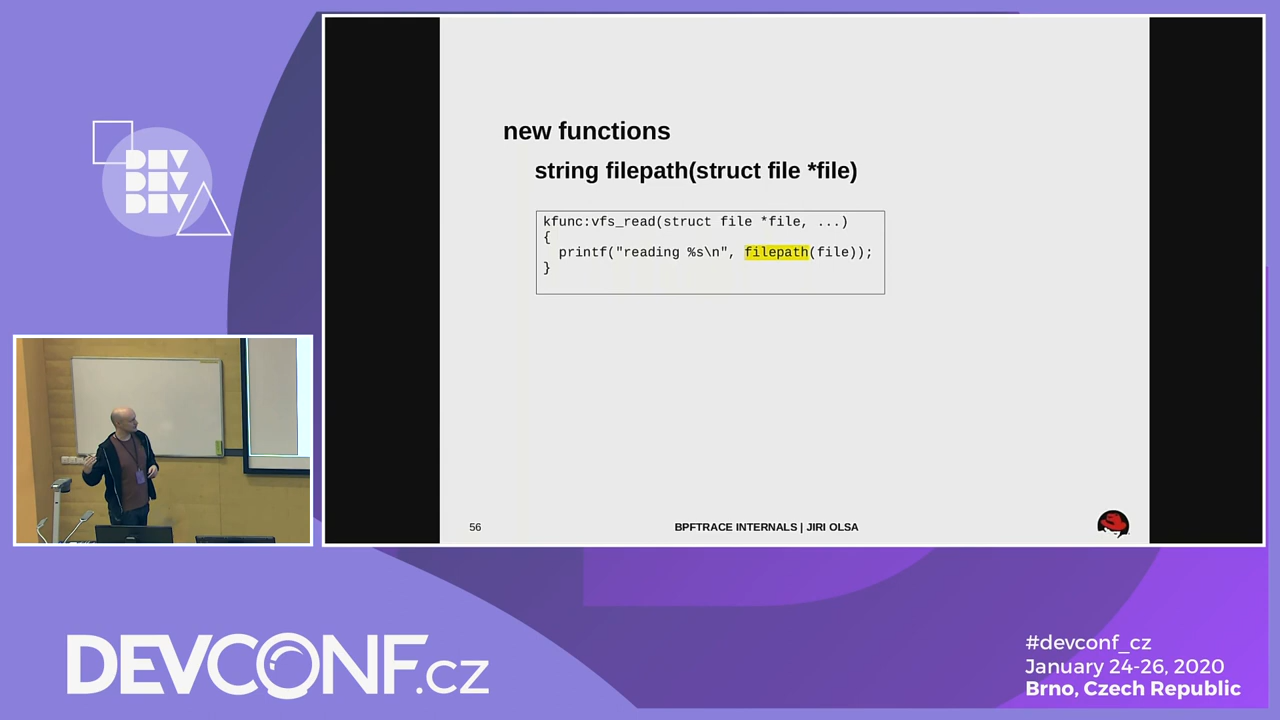 DEV
DEV
DEV
new functions
string filepath(struct file *file)
kfunc:vfs_read(struct file *file, ...)
{
  printf("reading %s\n", filepath(file));
}
56
BPFTRACE INTERNALS | JIRI OLSA
DEVCONF.cz
#devconf_cz
January 24-26, 2020
Brno, Czech Republic